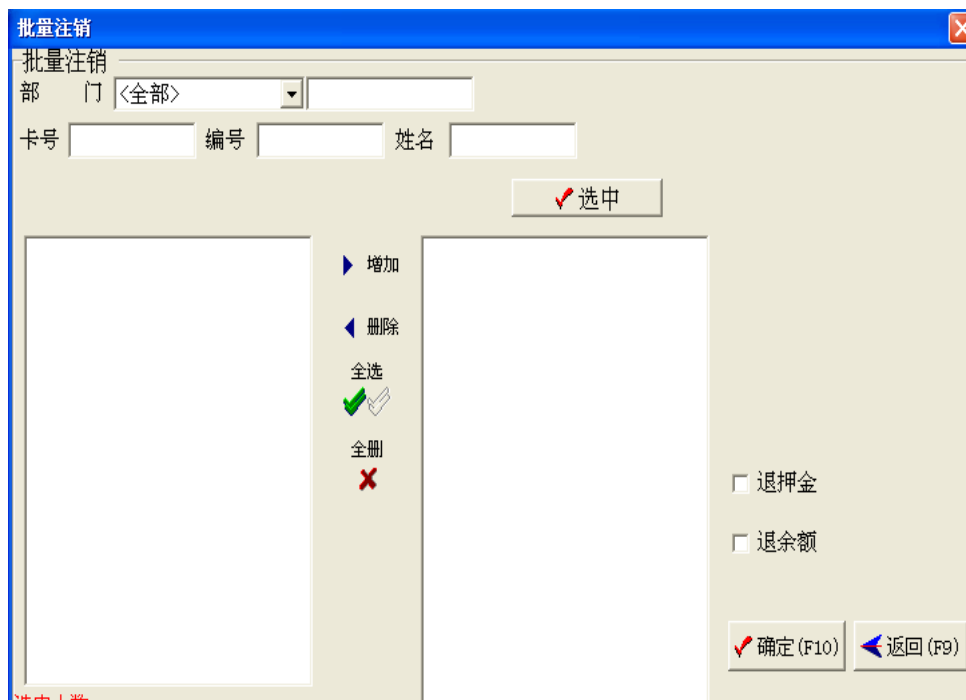 批量注销
批量注销
部 门 <全部>
卡号 编号 姓名
选中
增加
删除
全选
全删
退押金
退余额
确定(F10) 返回(F9)